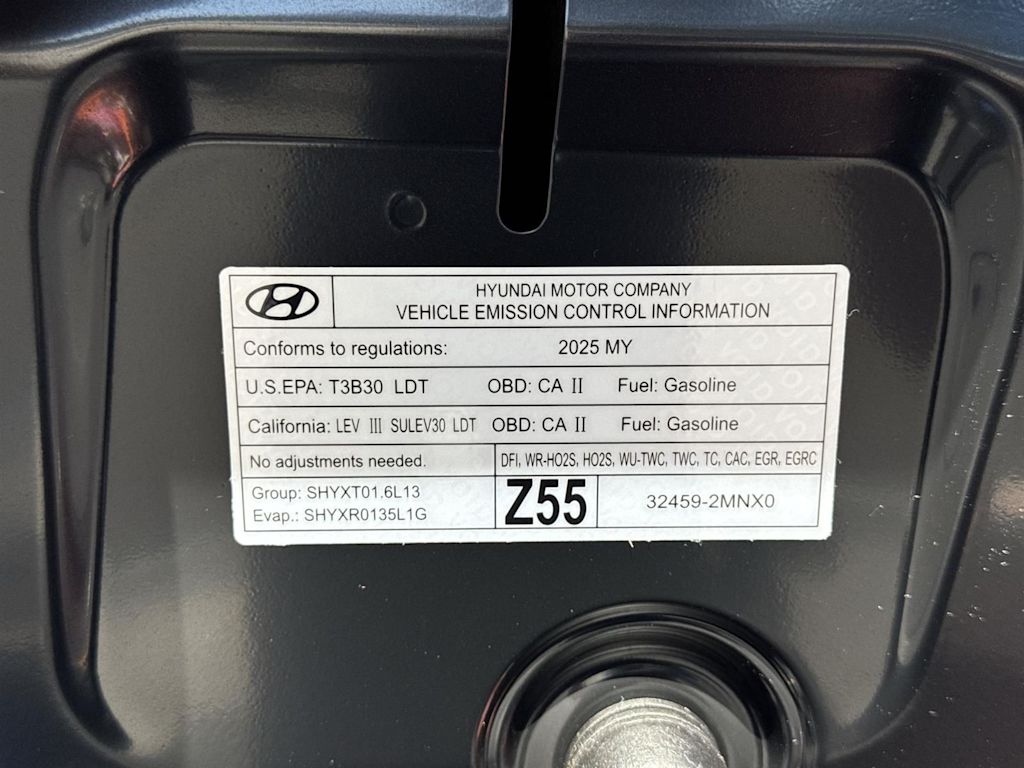 HYUNDAI MOTOR COMPANY
VEHICLE EMISSION CONTROL INFORMATION
Conforms to regulations: 2025 MY
U.S.EPA: T3B30 LDT OBD: CA II Fuel: Gasoline
California: LEV III SULEV30 LDT OBD: CA II Fuel: Gasoline
No adjustments needed. DFI, WR-HO2S, HO2S, WU-TWC, TWC, TC, CAC, EGR, EGRC
Group: SHYXT01.6L13
Evap.: SHYXR0135L1G
Z55
32459-2MNX0